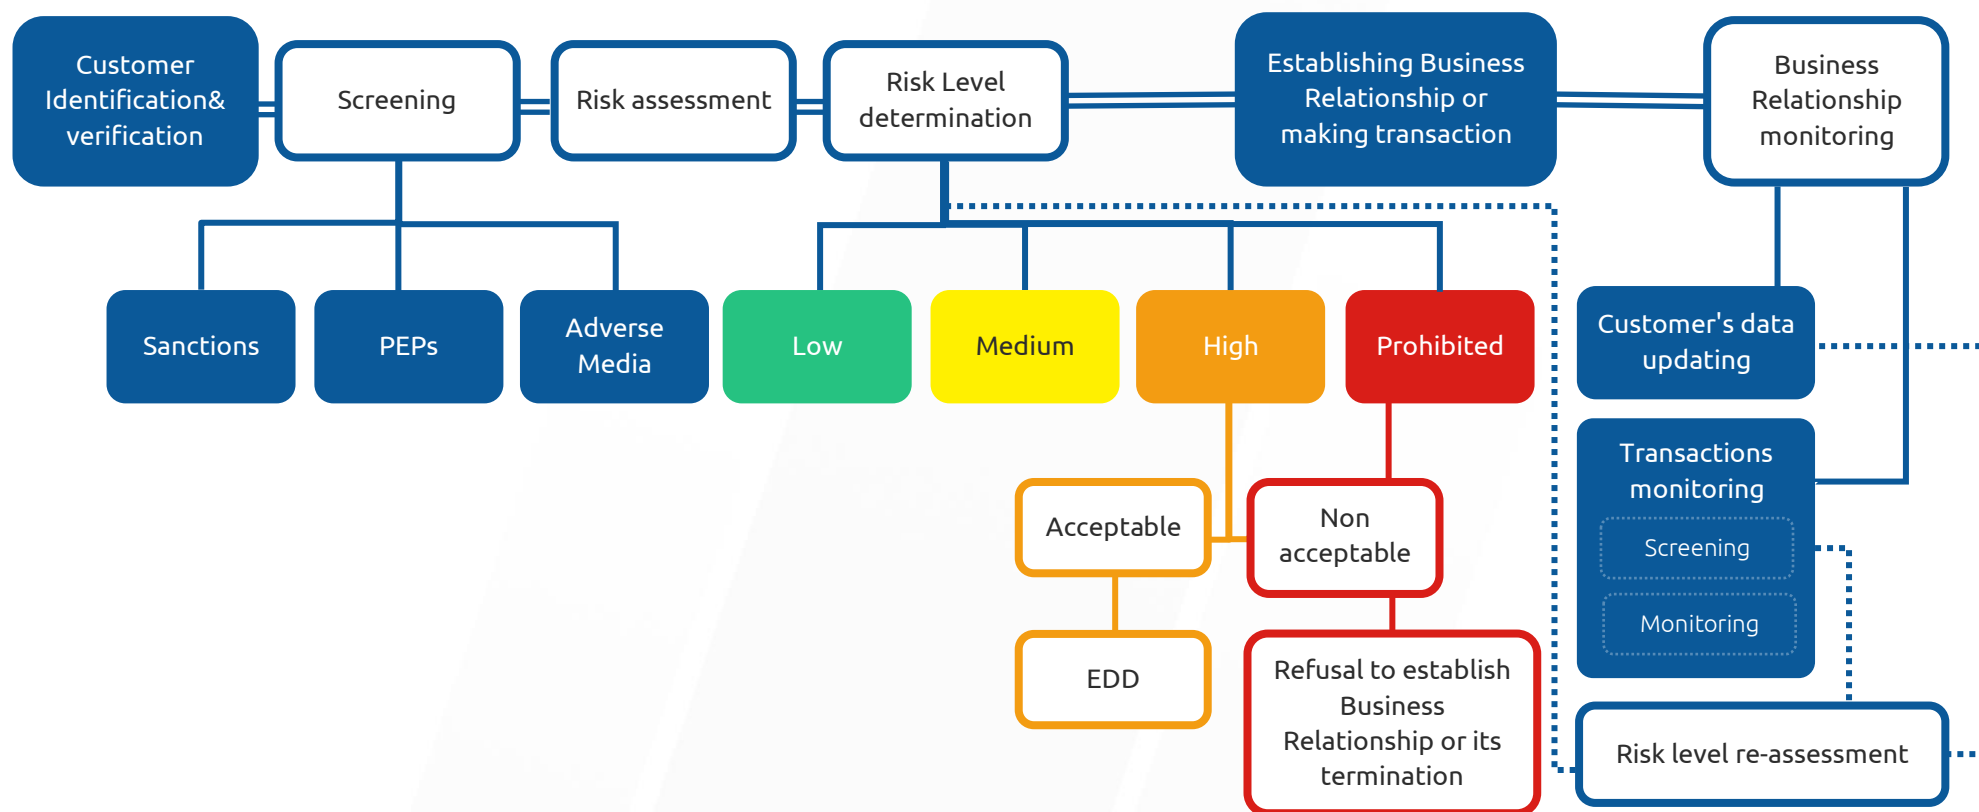 Customer
Identification&
verification
Screening
Risk assessment
Risk Level
determination
Establishing Business
Relationship or
making transaction
Business
Relationship
monitoring
Sanctions
PEPs
Adverse
Media
Low
Medium
High
Prohibited
Customer's data
updating
Acceptable
Non
acceptable
Transactions
monitoring
Screening
Monitoring
EDD
Refusal to establish
Business
Relationship or its
termination
Risk level re-assessment